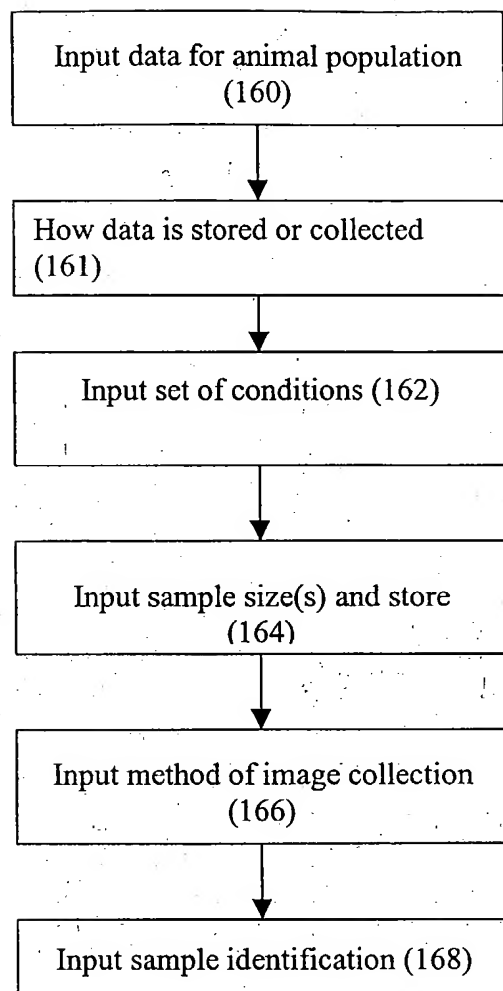 Input data for animal population
(160)
How data is stored or collected
(161)
Input set of conditions (162)
Input sample size(s) and store
(164)
Input method of image collection
(166)
Input sample identification (168)